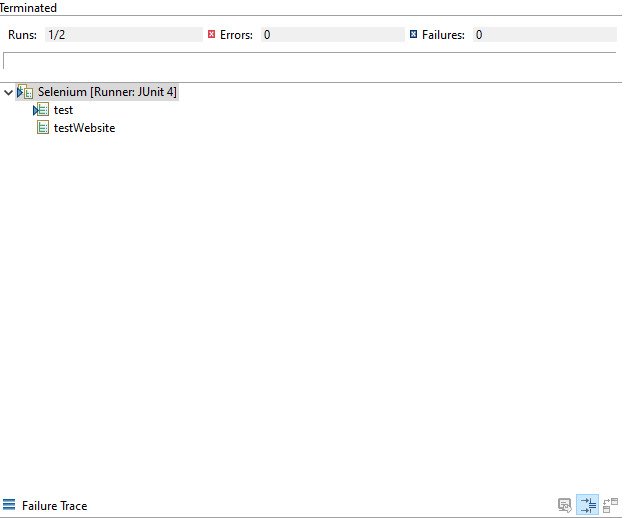 Terminated
Runs: 1/2 Errors: 0 Failures: 0
Selenium [Runner: JUnit 4]
test
testWebsite
Failure Trace